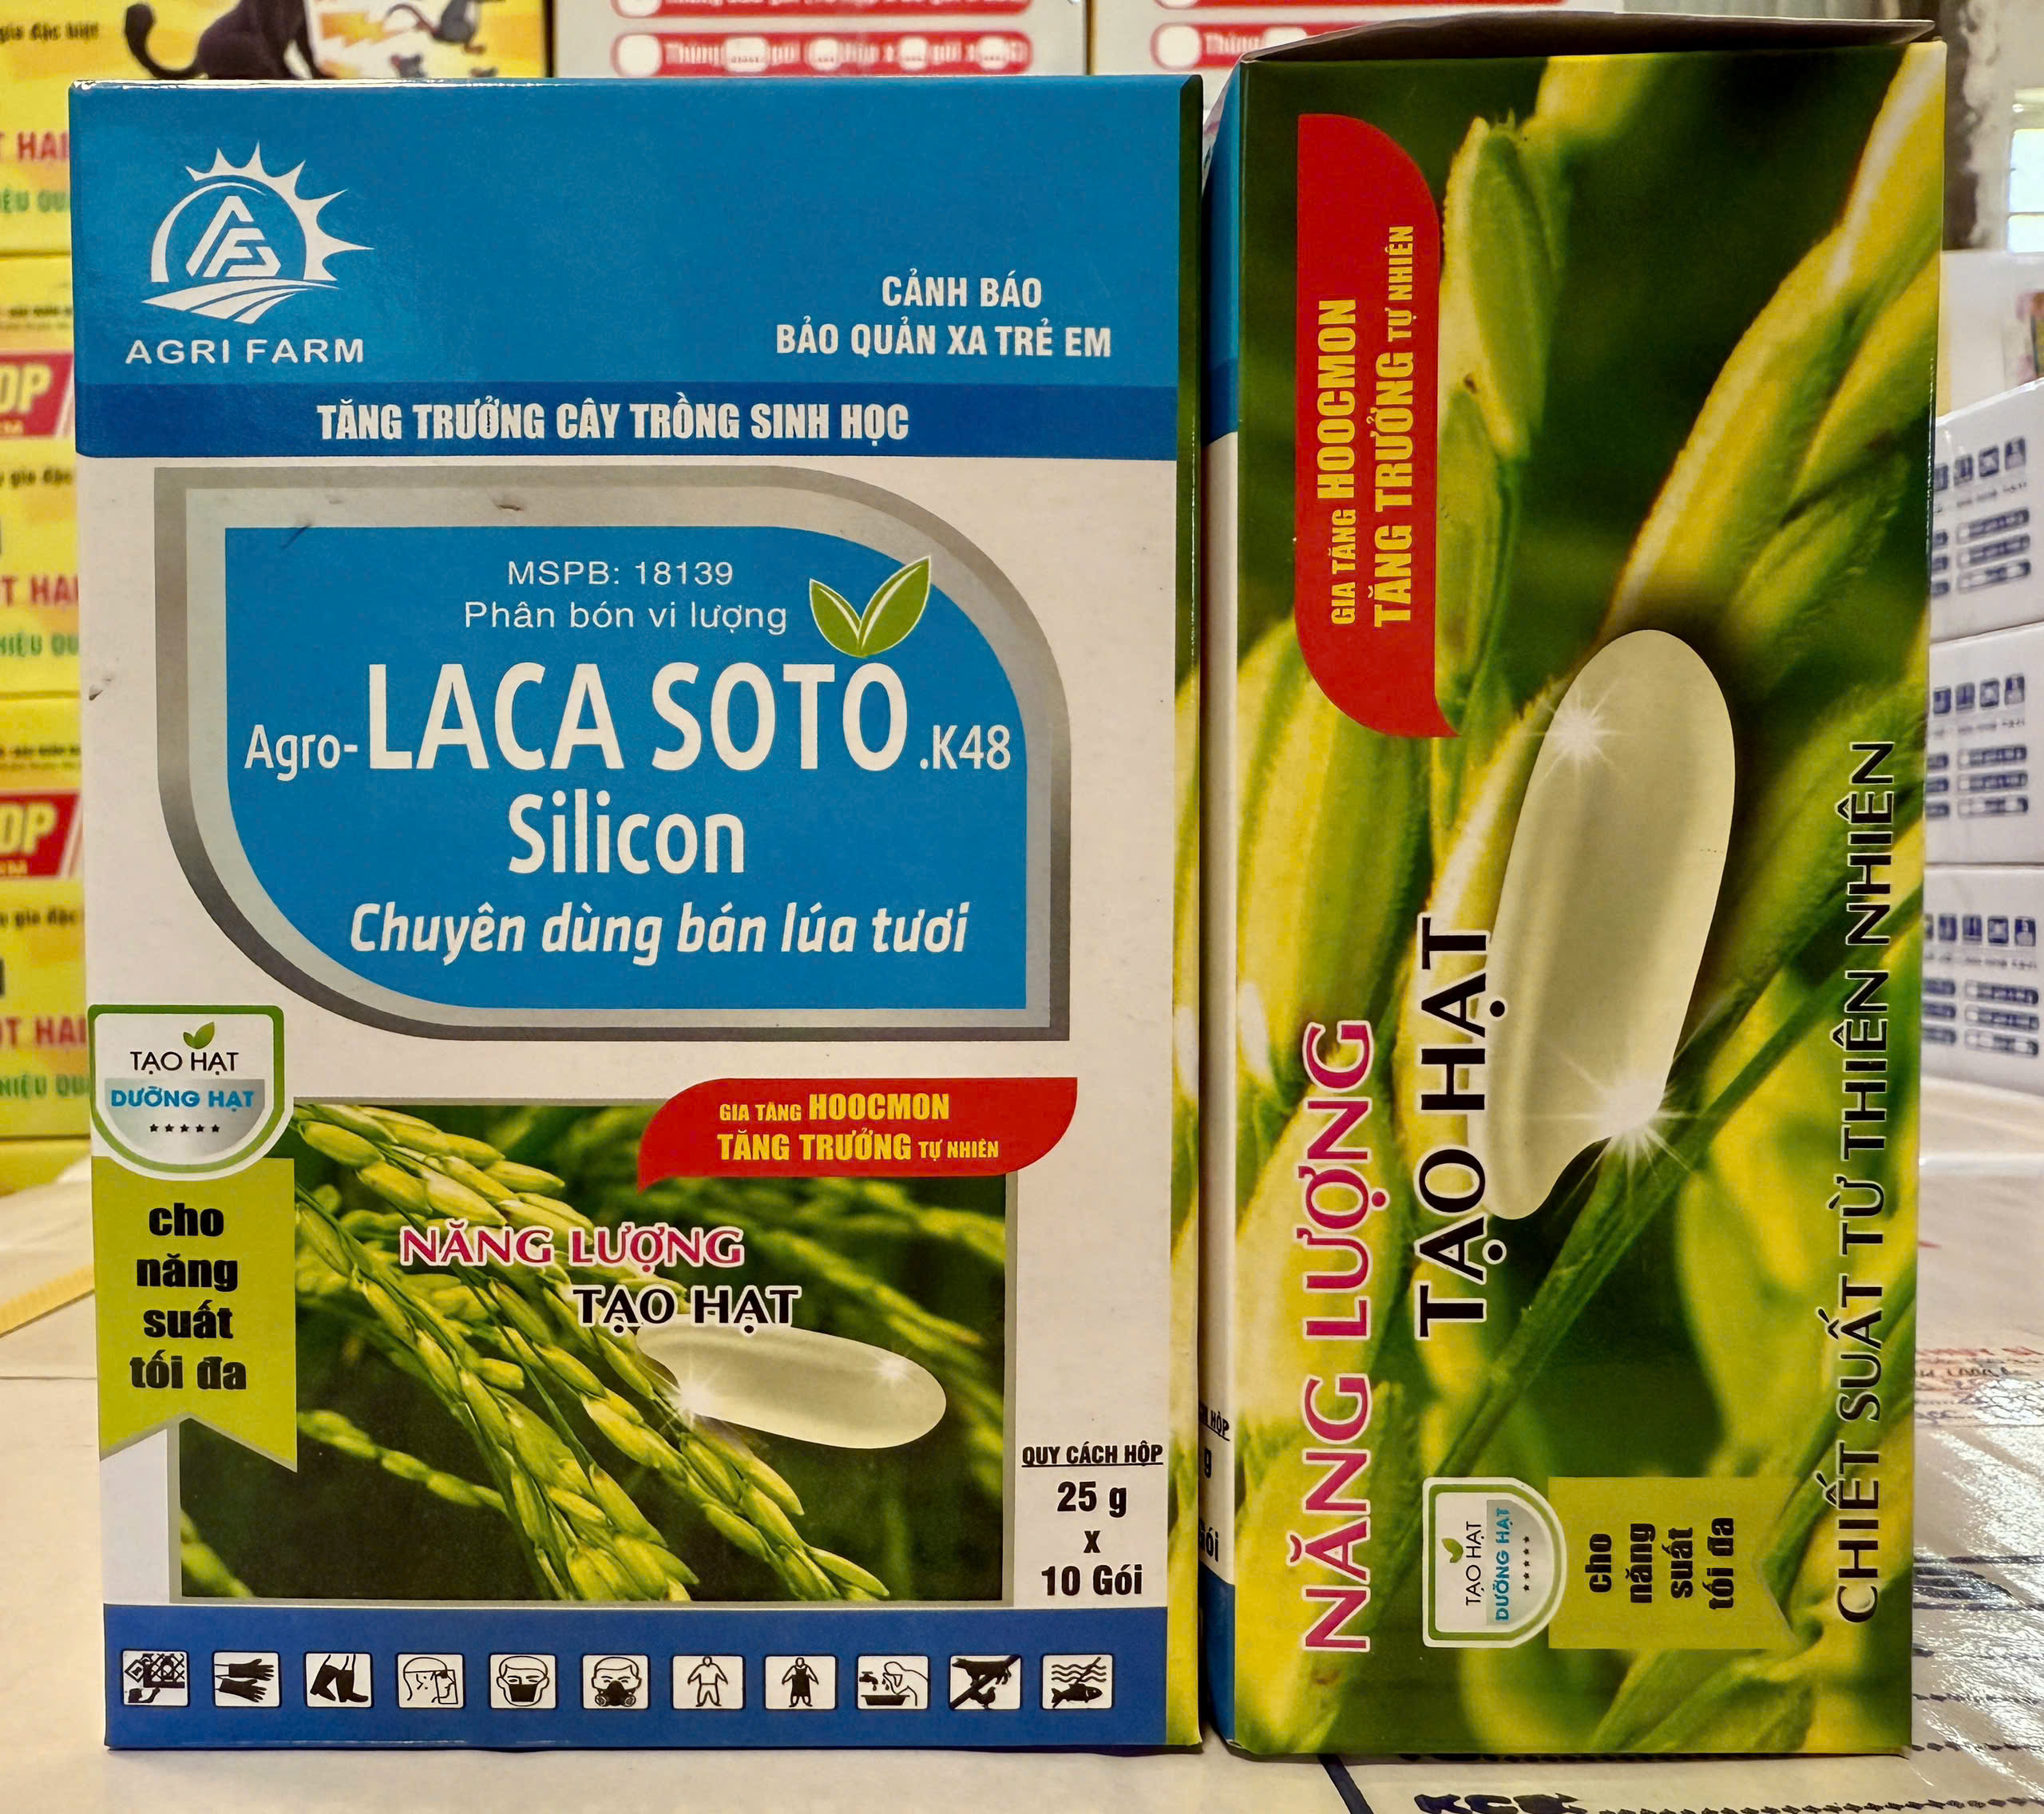 AGRI FARM
CẢNH BÁO
BẢO QUẢN XA TRẺ EM
TĂNG TRƯỞNG CÂY TRỒNG SINH HỌC
MSPB: 18139
Phân bón vi lượng
Agro-LACA SOTO.K48
Silicon
Chuyên dùng bán lúa tươi
TẠO HẠT
DƯỠNG HẠT
cho
năng
suất
tối đa
GIA TĂNG HOOCMON
TĂNG TRƯỞNG TỰ NHIÊN
NĂNG LƯỢNG
TẠO HẠT
QUY CÁCH HỘP
25 g
x
10 Gói
GIA TĂNG HOOCMON
TĂNG TRƯỞNG TỰ NHIÊN
NĂNG LƯỢNG
TẠO HẠT
CHIẾT SUẤT TỪ THIÊN NHIÊN
TẠO HẠT
DƯỠNG HẠT
cho
năng
suất
tối đa